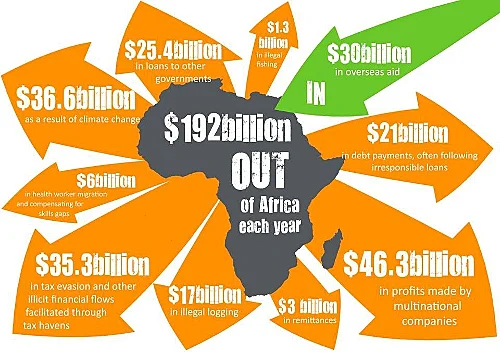 $25.4billion
in loans to other
governments
$1.3
billion
in illegal
fishing
$30billion
in overseas aid
IN
$36.6billion
as a result of climate change
$192billion
OUT
of Africa
each year
$21billion
in debt payments, often following
irresponsible loans
$6billion
in health worker migration
and compensating for
skills gaps
$35.3billion
in tax evasion and other
illicit financial flows
facilitated through
tax havens
$17billion
in illegal logging
$3 billion
in remittances
$46.3billion
in profits made by
multinational
companies